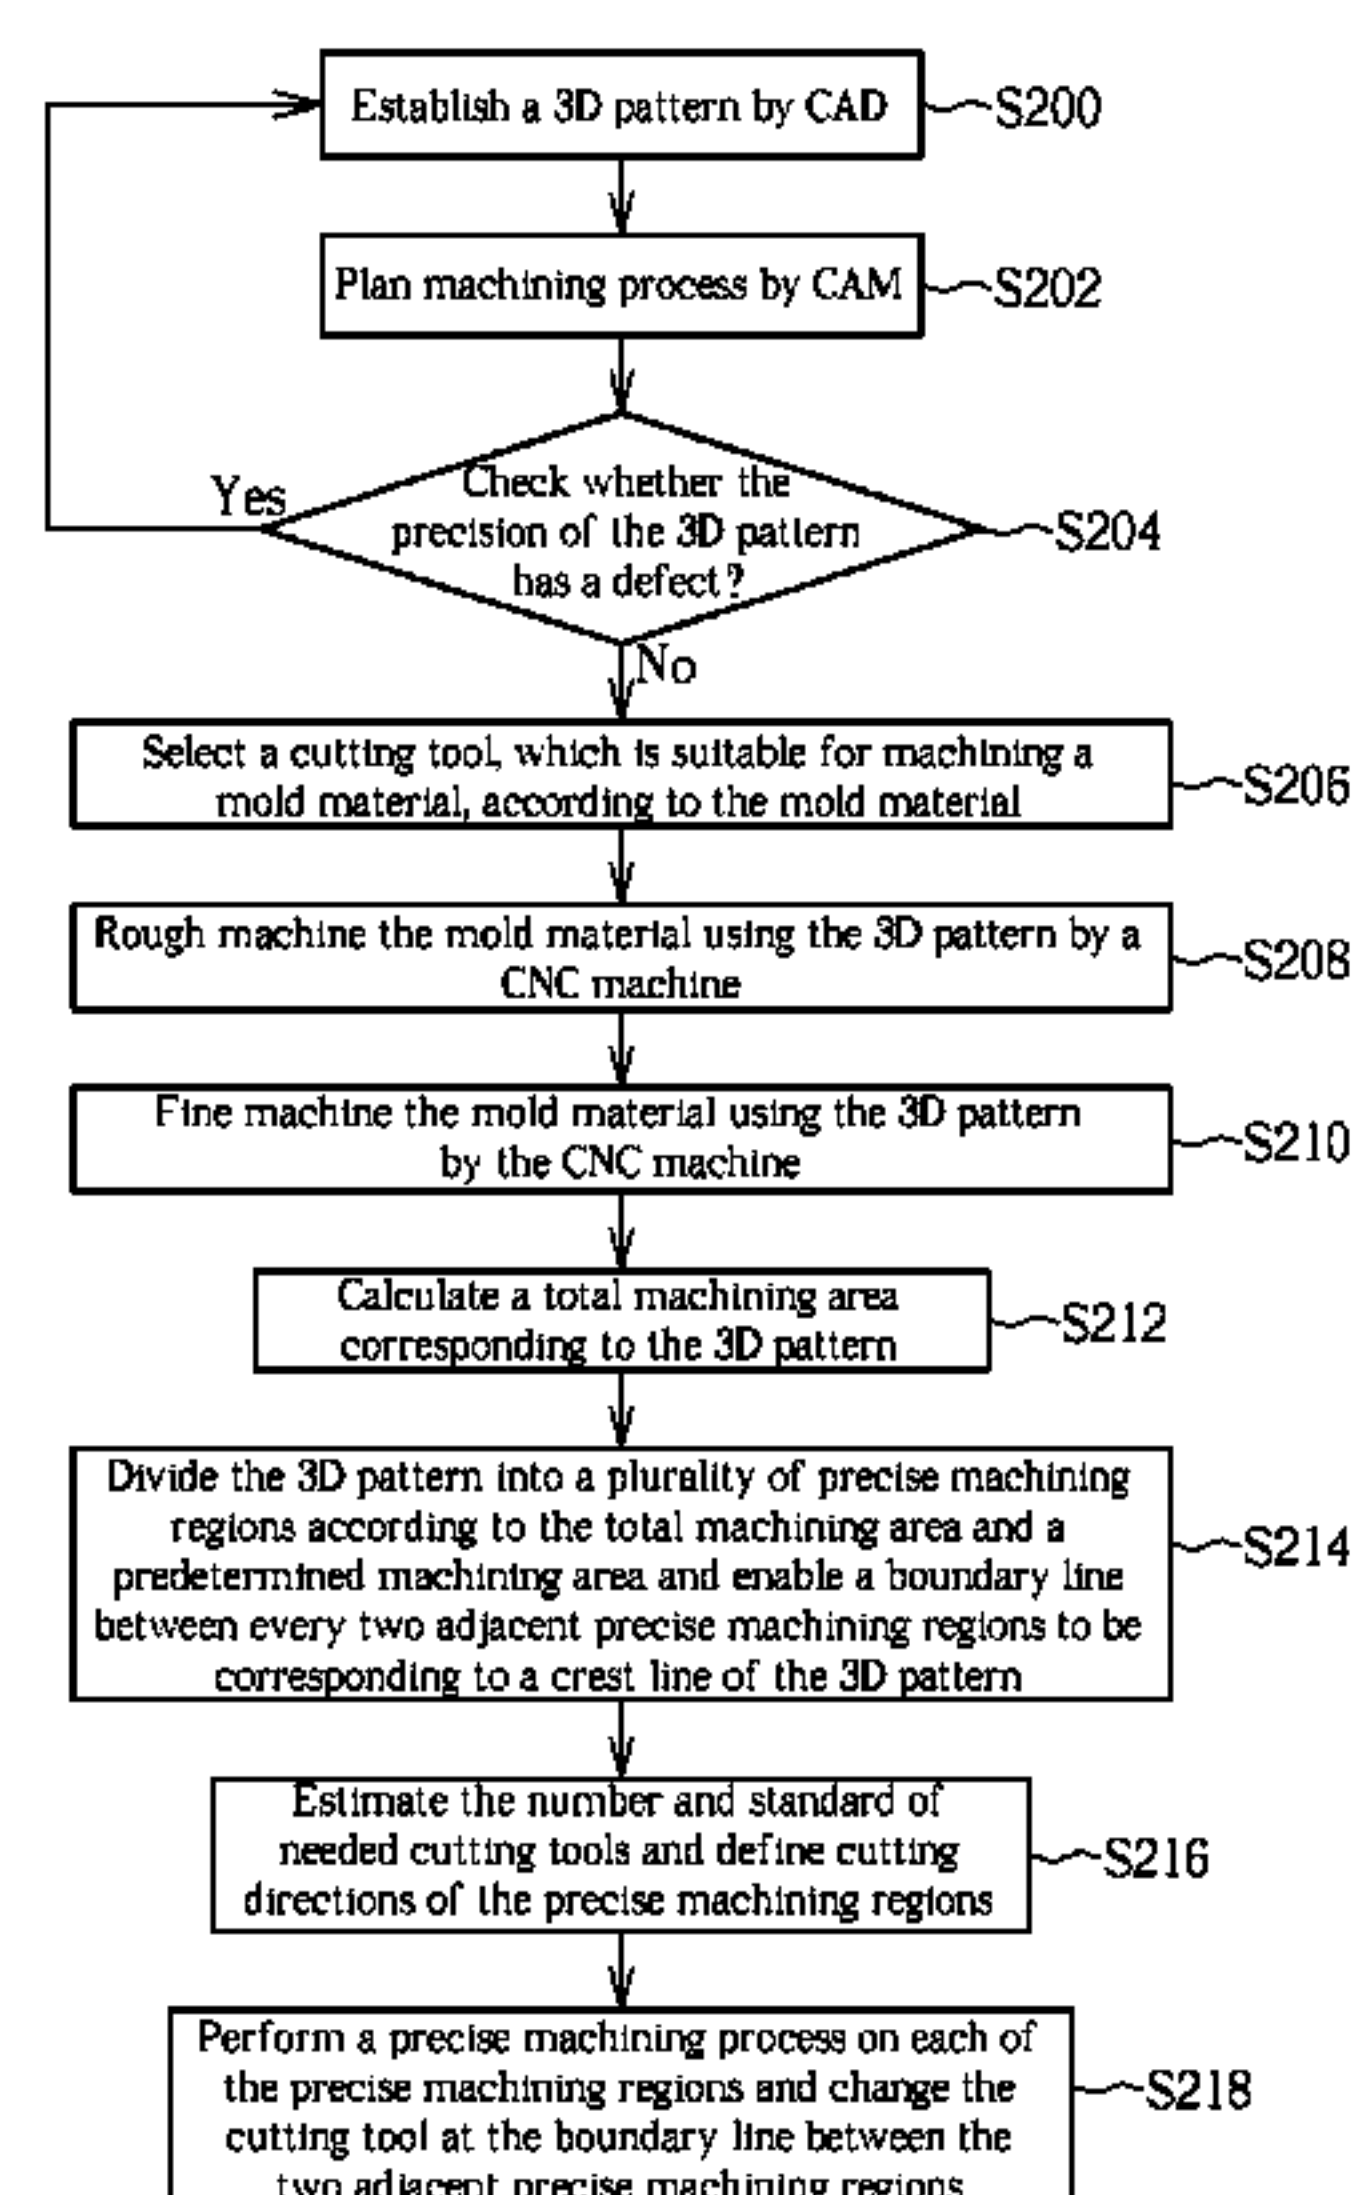 Establish a 3D pattern by CAD
S200
Plan machining process by CAM
S202
Yes
Check whether the
precision of the 3D pattern
has a defect?
S204
No
Select a cutting tool, which is suitable for machining a
mold material, according to the mold material
S206
Rough machine the mold material using the 3D pattern by a
CNC machine
S208
Fine machine the mold material using the 3D pattern
by the CNC machine
S210
Calculate a total machining area
corresponding to the 3D pattern
S212
Divide the 3D pattern into a plurality of precise machining
regions according to the total machining area and a
predetermined machining area and enable a boundary line
between every two adjacent precise machining regions to be
corresponding to a crest line of the 3D pattern
S214
Estimate the number and standard of
needed cutting tools and define cutting
directions of the precise machining regions
S216
Perform a precise machining process on each of
the precise machining regions and change the
cutting tool at the boundary line between the
two adjacent precise machining regions
S218